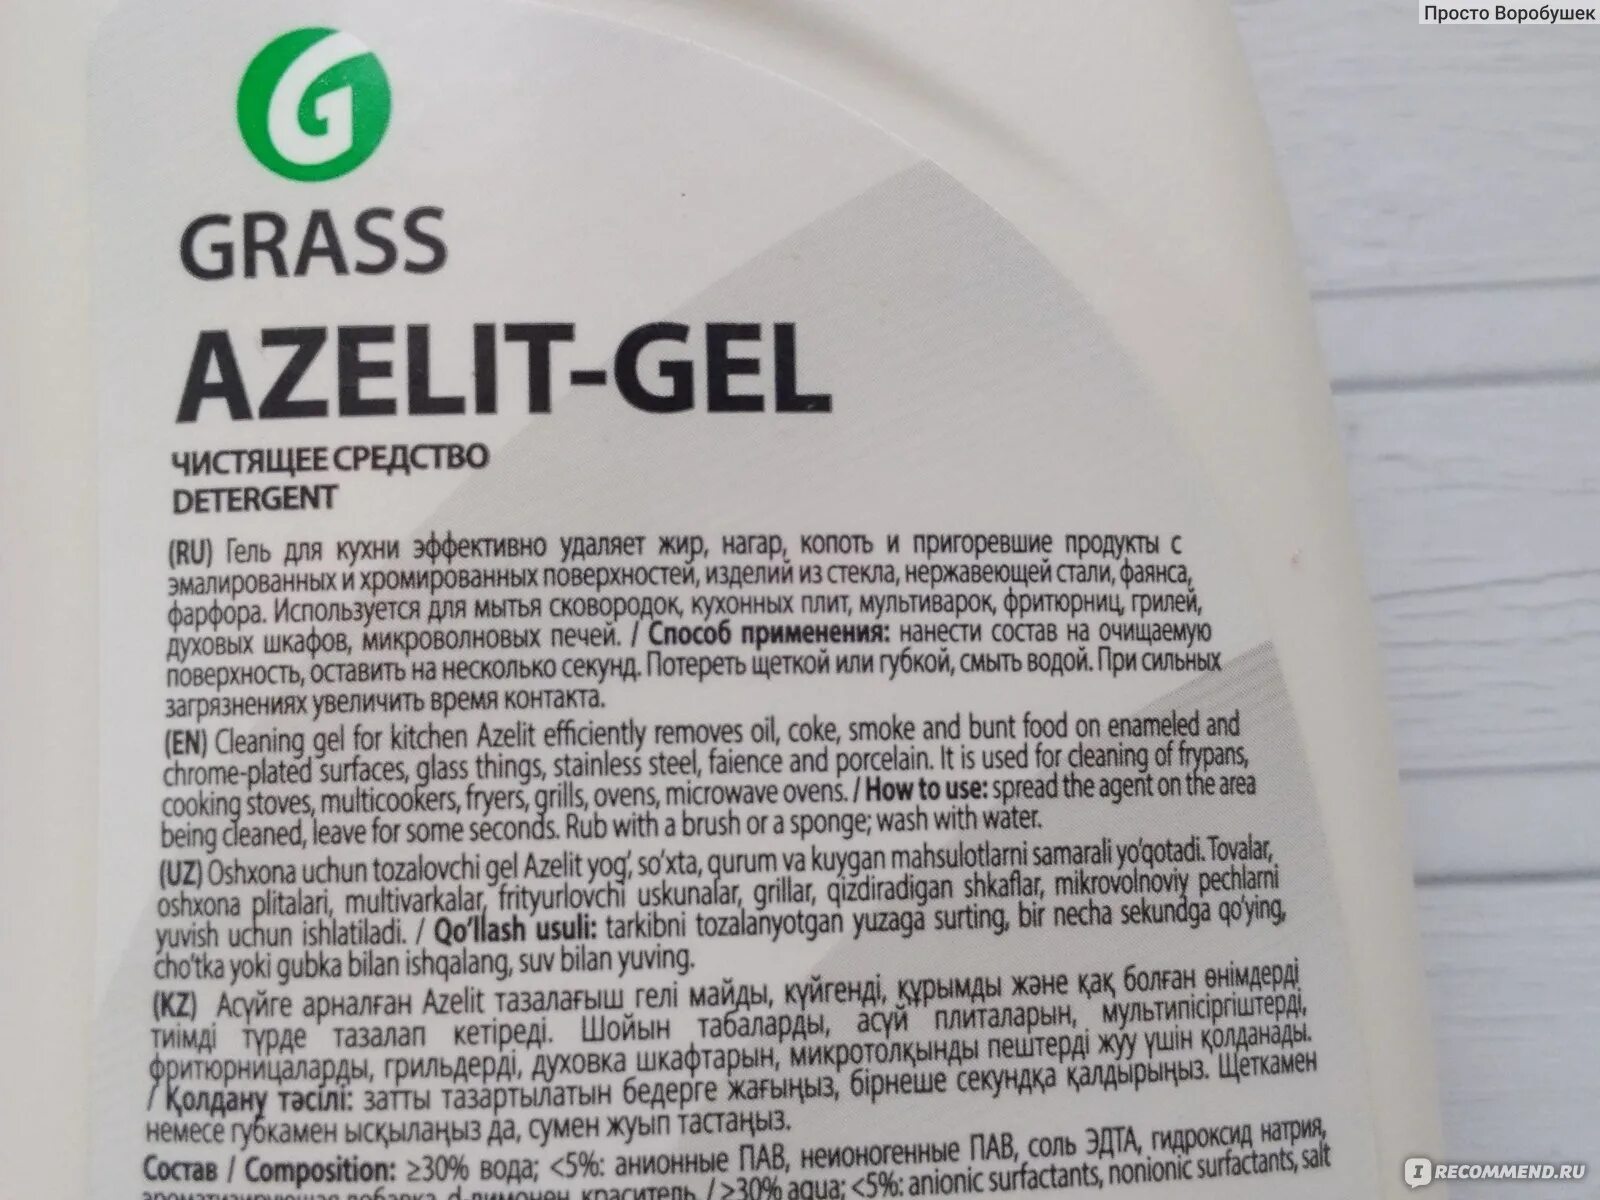 Просто Воробушек
G
GRASS
AZELIT-GEL
ЧИСТЯЩЕЕ СРЕДСТВО
DETERGENT
(RU) Гель для кухни эффективно удаляет жир, нагар, копоть и пригоревшие продукты с
эмалированных и хромированных поверхностей, изделий из стекла, нержавеющей стали, фаянса,
фарфора. Используется для мытья сковородок, кухонных плит, мультиварок, фритюрниц, грилей,
духовых шкафов, микроволновых печей. / Способ применения: нанести состав на очищаемую
поверхность, оставить на несколько секунд. Потереть щеткой или губкой, смыть водой. При сильных
загрязнениях увеличить время контакта.
(EN) Cleaning gel for kitchen Azelit efficiently removes oil, coke, smoke and bunt food on enameled and
chrome-plated surfaces, glass things, stainless steel, faience and porcelain. It is used for cleaning of frypans,
cooking stoves, multicookers, fryers, grills, ovens, microwave ovens. / How to use: spread the agent on the area
being cleaned, leave for some seconds. Rub with a brush or a sponge; wash with water.
(UZ) Oshxona uchun tozalovchi gel Azelit yog', so'xta, qurum va kuygan mahsulotlarni samarali yo'qotadi. Tovalar,
oshxona plitalari, multivarkalar, frityurlovchi uskunalar, grillar, qizdiradigan shkaflar, mikrovolnoviy pechlarni
yuvish uchun ishlatiladi. / Qo'llash usuli: tarkibni tozalanyotgan yuzaga surting, bir necha sekundga qo'ying,
cho'tka yoki gubka bilan ishqalang, suv bilan yuving.
(KZ) Асүйге арналған Azelit тазалағыш гелі майды, күйгенді, құрымды және қақ болған өнімдерді
тиімді түрде тазалап кетіреді. Шойын табаларды, асүй плиталарын, мультипісіргіштерді,
фритюрницаларды, грильдерді, духовка шкафтарын, микротолқынды пештерді жуу үшін қолданады.
/ Қолдану тәсілі: затты тазартылатын бедерге жағыңыз, бірнеше секундқа қалдырыңыз. Щеткамен
немесе губкамен ысқылаңыз да, сумен жуып тастаңыз.
Состав / Composition: ≥30% вода; <5%: анионные ПАВ, неионогенные ПАВ, соль ЭДТА, гидроксид натрия,
ароматизирующая добавка, d-лимонен, краситель. / ≥30% aqua; <5%: anionic surfactants, nonionic surfactants, salt
IRECOMMEND.RU